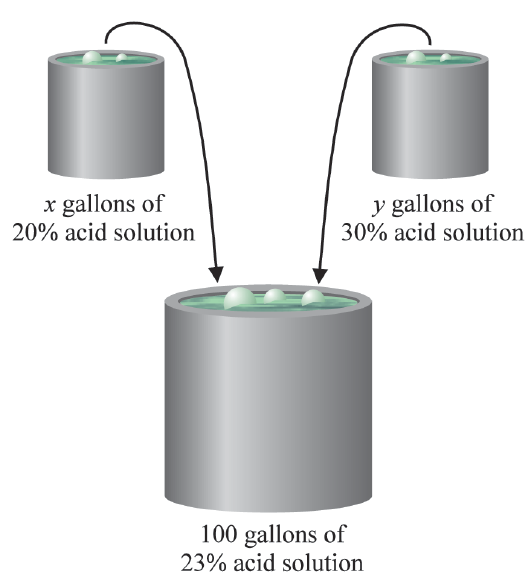 x gallons of
20% acid solution
y gallons of
30% acid solution
100 gallons of
23% acid solution